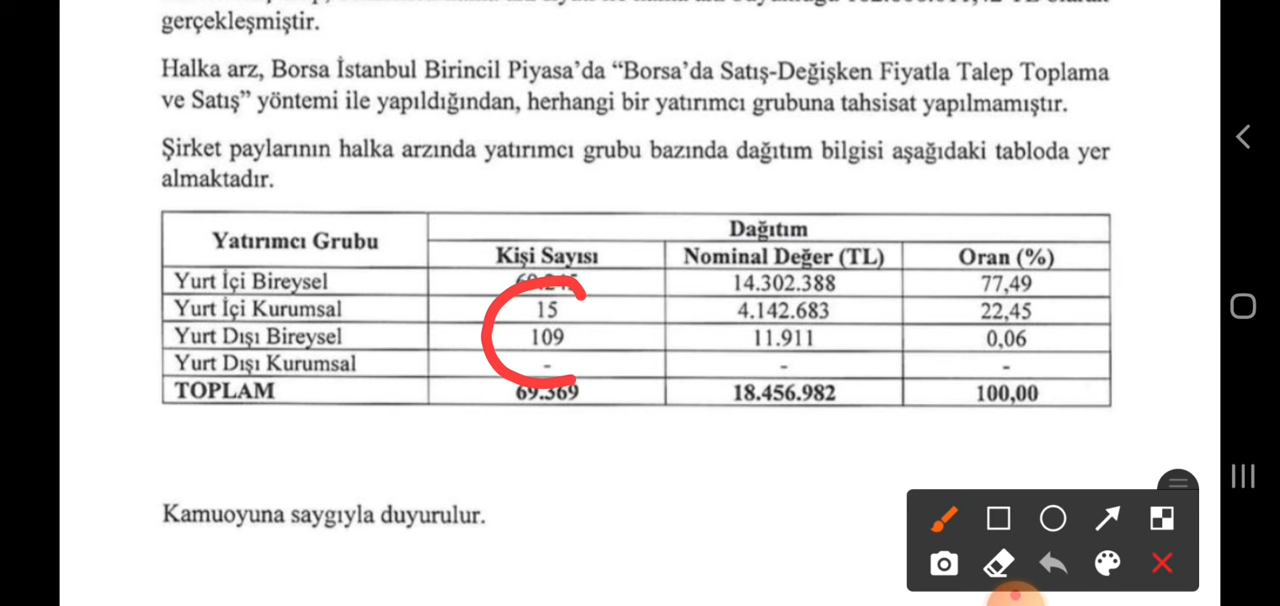 gerçekleşmiştir.
Halka arz, Borsa İstanbul Birincil Piyasa'da “Borsa'da Satış-Değişken Fiyatla Talep Toplama
ve Satış” yöntemi ile yapıldığından, herhangi bir yatırımcı grubuna tahsisat yapılmamıştır.
Şirket paylarının halka arzında yatırımcı grubu bazında dağıtım bilgisi aşağıdaki tabloda yer
almaktadır.
Yatırımcı Grubu Dağıtım
Kişi Sayısı Nominal Değer (TL) Oran (%)
Yurt İçi Bireysel 14.302.388 77,49
Yurt İçi Kurumsal 15 4.142.683 22,45
Yurt Dışı Bireysel 109 11.911 0,06
Yurt Dışı Kurumsal - - -
TOPLAM 69.369 18.456.982 100,00
Kamuoyuna saygıyla duyurulur.